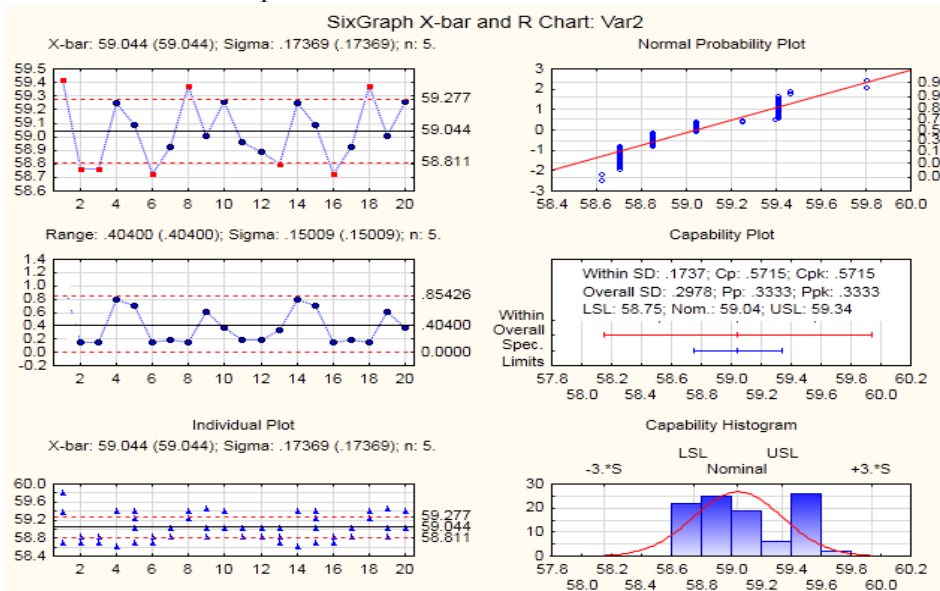 SixGraph X-bar and R Chart: Var2
X-bar: 59.044 (59.044); Sigma: .17369 (.17369); n: 5.
59.5
59.4
59.3
59.2
59.1
59.0
58.9
58.8
58.7
58.6
59.277
59.044
58.811
2 4 6 8 10 12 14 16 18 20
Normal Probability Plot
3
2
1
0
-1
-2
-3
58.4 58.6 58.8 59.0 59.2 59.4 59.6 59.8 60.0
Range: .40400 (.40400); Sigma: .15009 (.15009); n: 5.
1.4
1.2
1.0
0.8
0.6
0.4
0.2
0.0
-0.2
.85426
.40400
0.0000
2 4 6 8 10 12 14 16 18 20
Capability Plot
Within SD: .1737; Cp: .5715; Cpk: .5715
Overall SD: .2978; Pp: .3333; Ppk: .3333
LSL: 58.75; Nom.: 59.04; USL: 59.34
Within
Overall
Spec.
Limits
57.8 58.2 58.6 59.0 59.4 59.8 60.2
58.0 58.4 58.8 59.2 59.6 60.0
Individual Plot
X-bar: 59.044 (59.044); Sigma: .17369 (.17369); n: 5.
60.0
59.6
59.2
58.8
58.4
59.277
59.044
58.811
2 4 6 8 10 12 14 16 18 20
Capability Histogram
LSL USL
-3.*S Nominal +3.*S
30
20
10
0
57.8 58.2 58.6 59.0 59.4 59.8 60.2
58.0 58.4 58.8 59.2 59.6 60.0